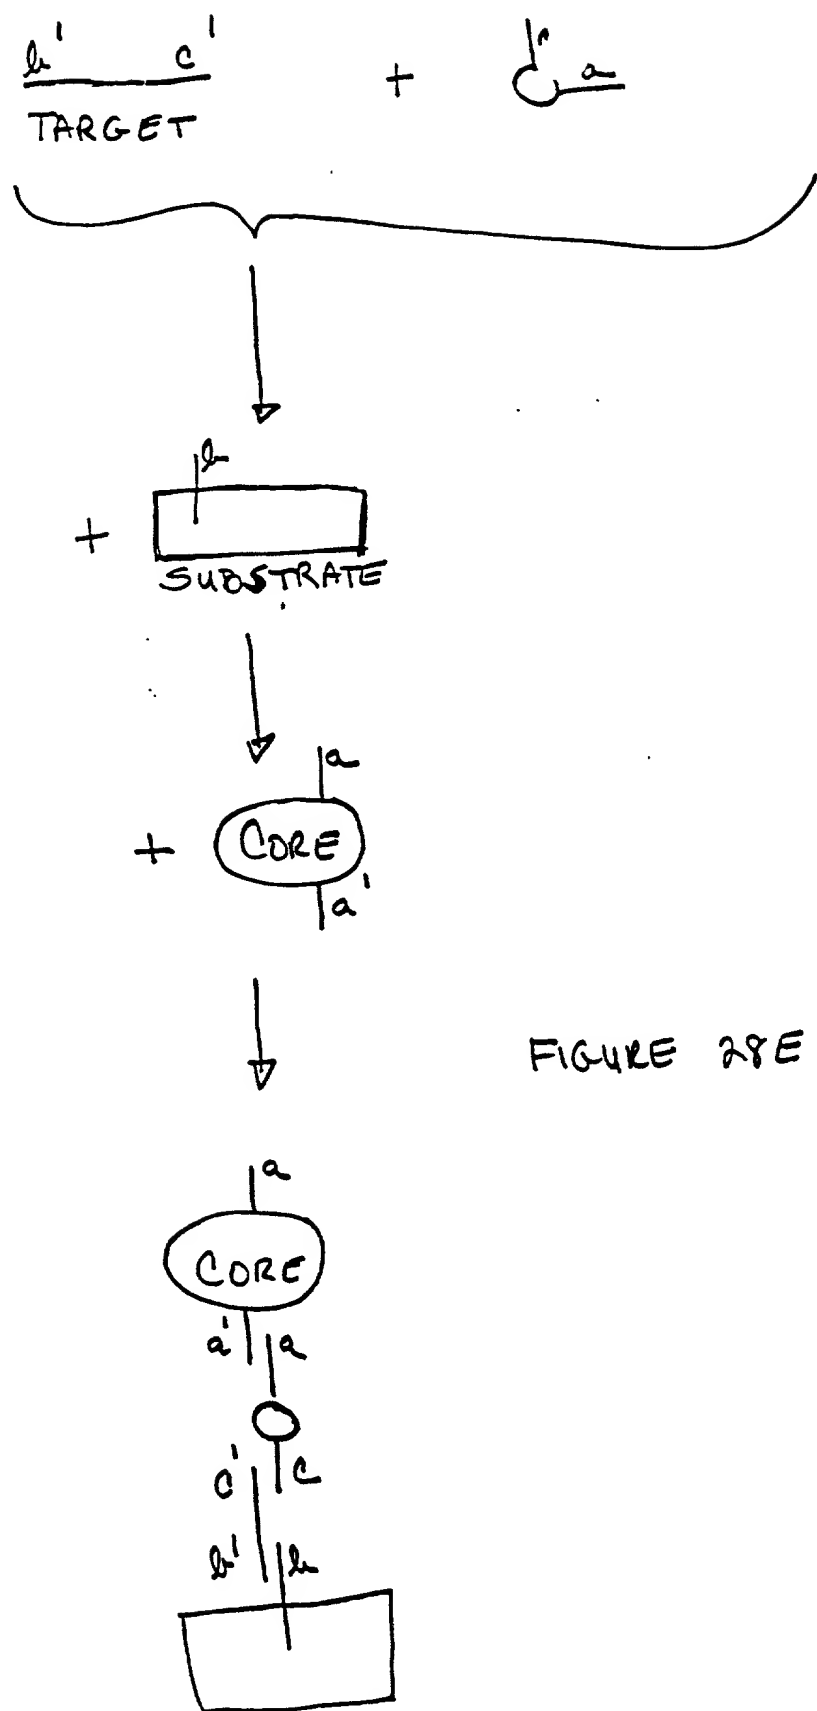 b' c' + c a
TARGET
b
+
SUBSTRATE
a
+ CORE
a'
FIGURE 28E
a
CORE
a' a
c' c
b' b